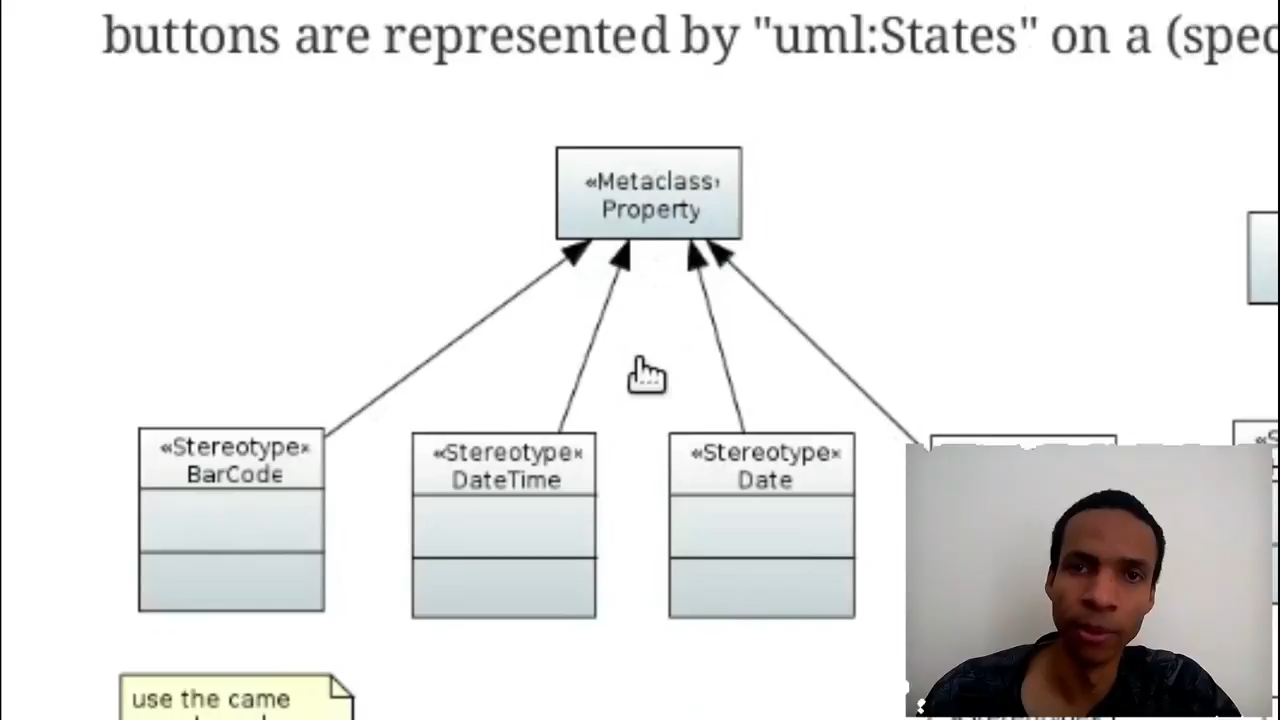 buttons are represented by "uml:States" on a (spec
«Metaclass»
Property
«Stereotype»
BarCode
«Stereotype»
DateTime
«Stereotype»
Date
use the came